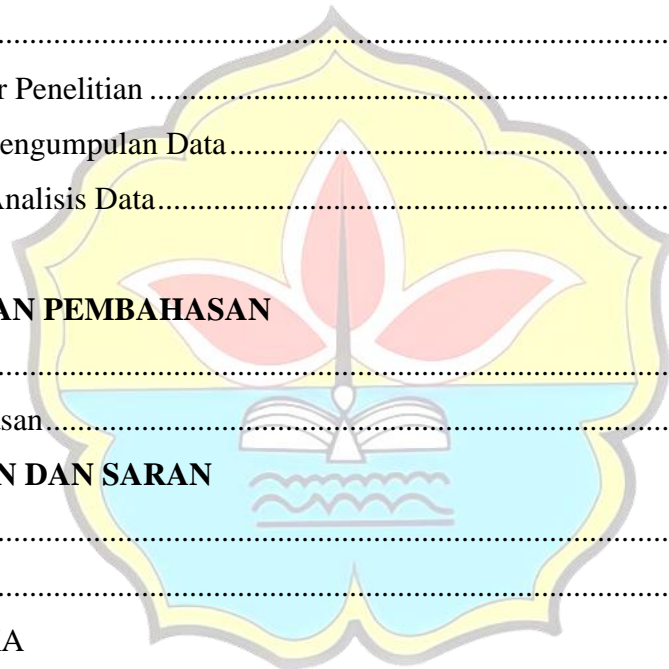 ........................................................................
r Penelitian ........................................................
engumpulan Data..............................................
Analisis Data.......................................................
AN PEMBAHASAN
........................................................................
san...................................................................
N DAN SARAN
........................................................................
........................................................................
A